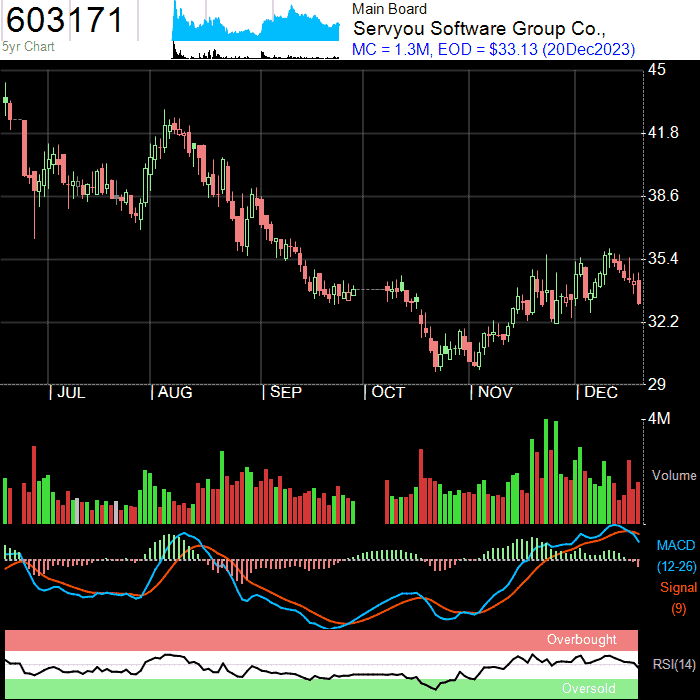 603171
5yr Chart
Main Board
Servyou Software Group Co.,
MC = 1.3M, EOD = $33.13 (20Dec2023)
45
41.8
38.6
35.4
32.2
29
JUL AUG SEP OCT NOV DEC
4M
Volume
MACD
(12-26)
Signal
(9)
Overbought
RSI(14)
Oversold